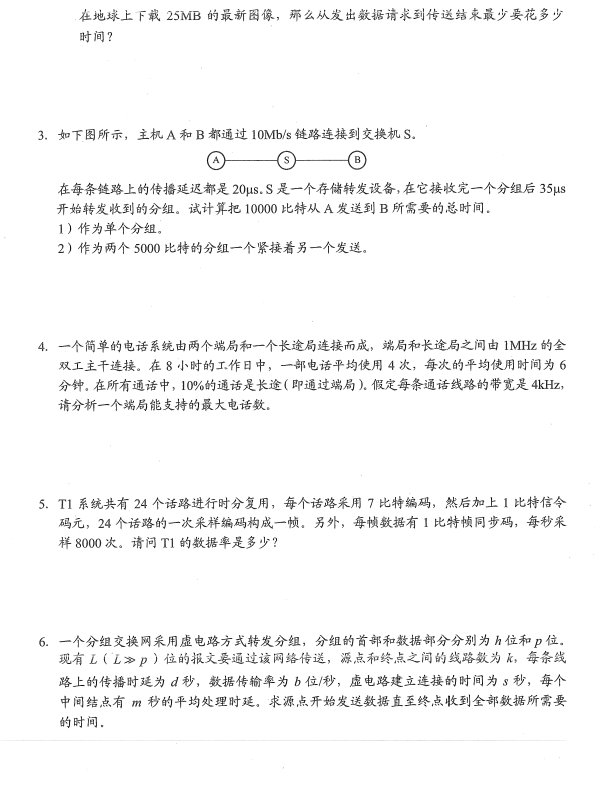 在地球上下载 25MB 的最新图像，那么从发出数据请求到传送结束最少要花多少
时间？
3. 如下图所示，主机 A 和 B 都通过 10Mb/s 链路连接到交换机 S。
A S B
在每条链路上的传播延迟都是 20μs。S 是一个存储转发设备，在它接收完一个分组后 35μs
开始转发收到的分组。试计算把 10000 比特从 A 发送到 B 所需要的总时间。
1）作为单个分组。
2）作为两个 5000 比特的分组一个紧接着另一个发送。
4. 一个简单的电话系统由两个端局和一个长途局连接而成，端局和长途局之间由 1MHz 的全
双工主干连接。在 8 小时的工作日中，一部电话平均使用 4 次，每次的平均使用时间为 6
分钟。在所有通话中，10%的通话是长途（即通过端局）。假定每条通话线路的带宽是 4kHz，
请分析一个端局能支持的最大电话数。
5. T1 系统共有 24 个话路进行时分复用，每个话路采用 7 比特编码，然后加上 1 比特信令
码元，24 个话路的一次采样编码构成一帧。另外，每帧数据有 1 比特帧同步码，每秒采
样 8000 次。请问 T1 的数据率是多少？
6. 一个分组交换网采用虚电路方式转发分组，分组的首部和数据部分分别为 h 位和 p 位。
现有 L（L≫p）位的报文要通过该网络传送，源点和终点之间的线路数为 k，每条线
路上的传播时延为 d 秒，数据传输率为 b 位/秒，虚电路建立连接的时间为 s 秒，每个
中间结点有 m 秒的平均处理时延。求源点开始发送数据直至终点收到全部数据所需要
的时间。